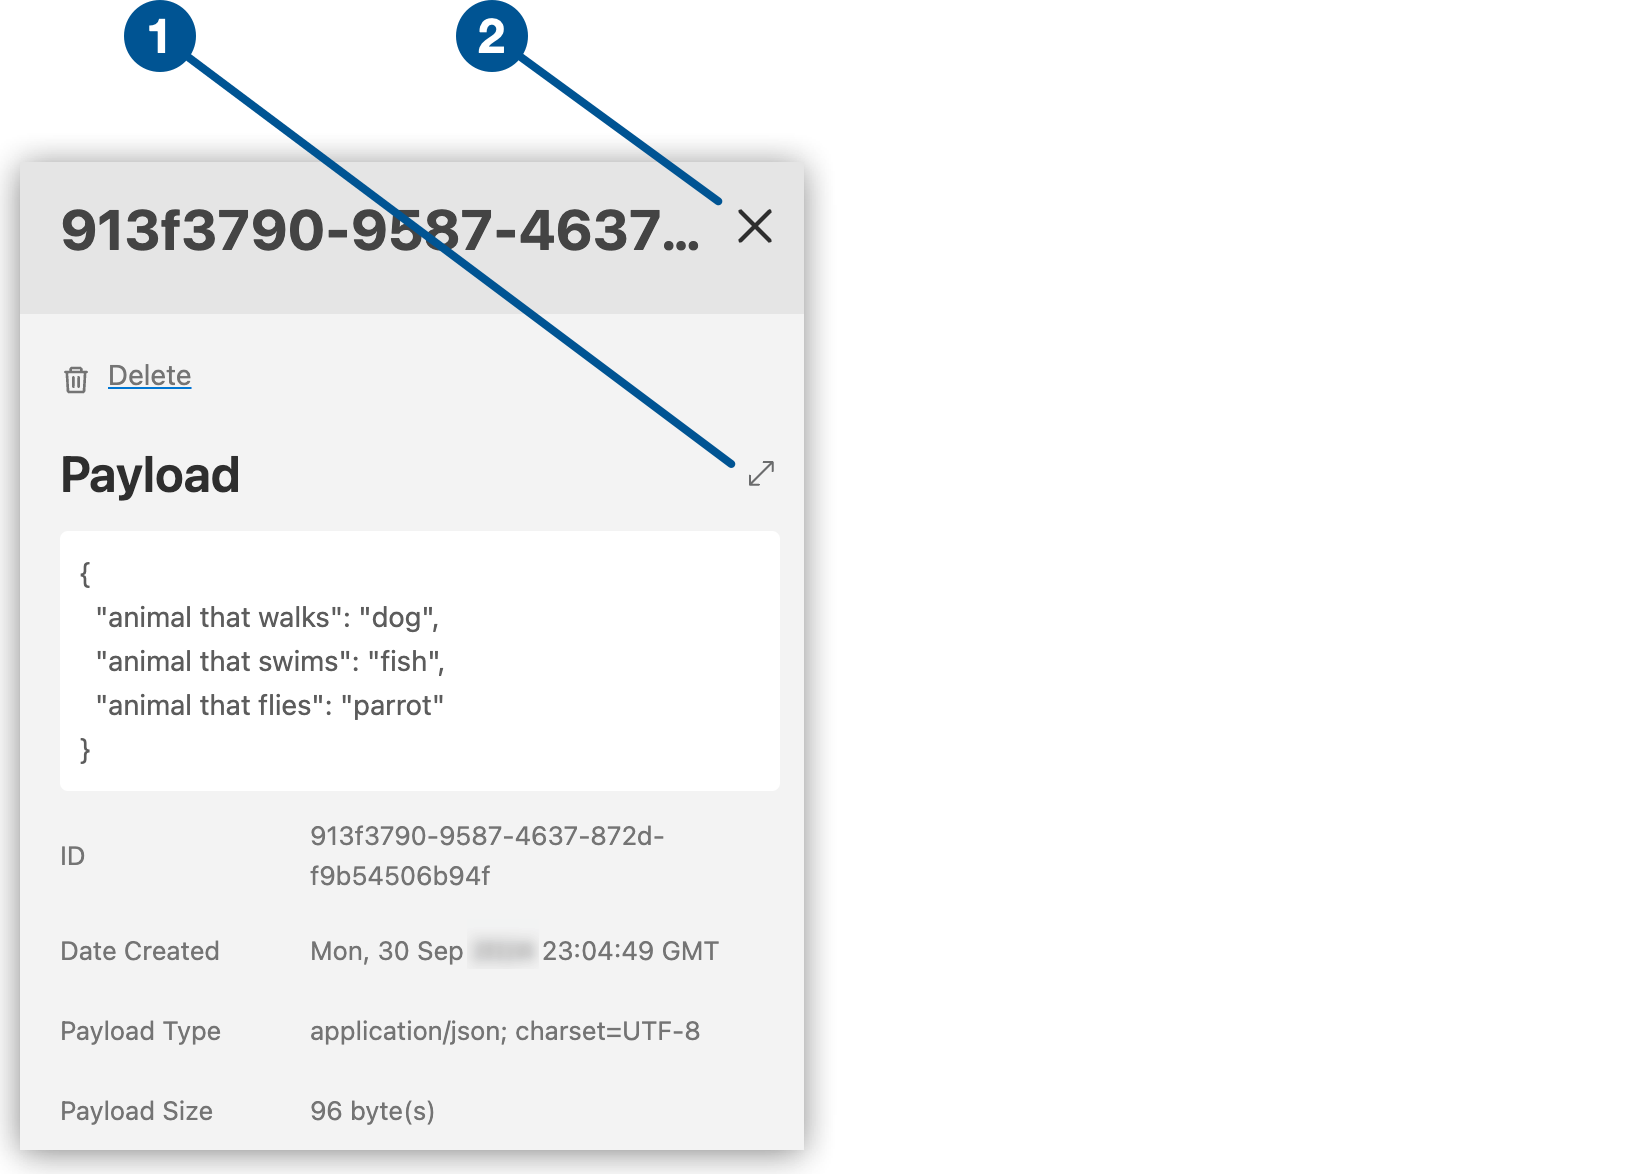 1
2
913f3790-9587-4637...
Delete
Payload
{
"animal that walks": "dog",
"animal that swims": "fish",
"animal that flies": "parrot"
}
ID
913f3790-9587-4637-872d-
f9b54506b94f
Date Created
Mon, 30 Sep 23:04:49 GMT
Payload Type
application/json; charset=UTF-8
Payload Size
96 byte(s)